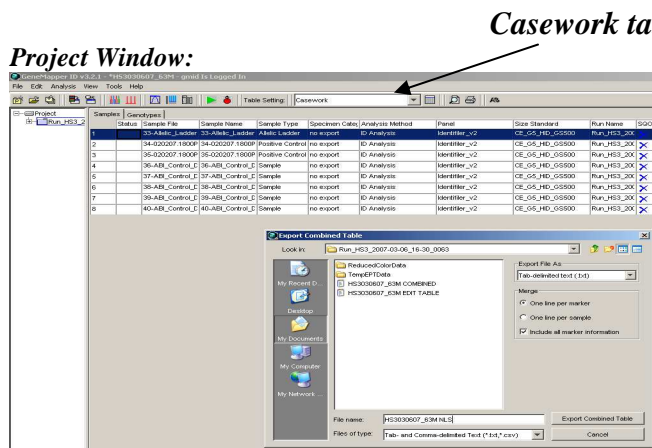 Casework ta
Project Window:
GeneMapper ID v3.2.1 - *HS3030607_63M - gmid Is Logged In
File Edit Analysis View Tools Help
Table Setting: Casework
Project
Run_HS3_2
Samples Genotypes
Status Sample File Sample Name Sample Type Specimen Categ Analysis Method Panel Size Standard Run Name SQO
1 33-Allelic_Ladder 33-Allelic_Ladder Allelic Ladder no export ID Analysis Identifiler_v2 CE_G5_HID_GS500 Run_HS3_20(
2 34-020207.1800P 34-020207.1800P Positive Control no export ID Analysis Identifiler_v2 CE_G5_HID_GS500 Run_HS3_20(
3 35-020207.1800P 35-020207.1800P Positive Control no export ID Analysis Identifiler_v2 CE_G5_HID_GS500 Run_HS3_20(
4 36-ABI_Control_D 36-ABI_Control_D Sample no export ID Analysis Identifiler_v2 CE_G5_HID_GS500 Run_HS3_20(
5 37-ABI_Control_D 37-ABI_Control_D Sample no export ID Analysis Identifiler_v2 CE_G5_HID_GS500 Run_HS3_20(
6 38-ABI_Control_D 38-ABI_Control_D Sample no export ID Analysis Identifiler_v2 CE_G5_HID_GS500 Run_HS3_20(
7 39-ABI_Control_D 39-ABI_Control_D Sample no export ID Analysis Identifiler_v2 CE_G5_HID_GS500 Run_HS3_20(
8 40-ABI_Control_D 40-ABI_Control_D Sample no export ID Analysis Identifiler_v2 CE_G5_HID_GS500 Run_HS3_20(
Export Combined Table
Look in: Run_HS3_2007-03-06_16-30_0063
My Recent D...
Desktop
My Documents
My Computer
My Network ...
ReducedColorData
TempEPTData
HS3030607_63M COMBINED
HS3030607_63M EDIT TABLE
Export File As
Tab-delimited text (.txt)
Merge
One line per marker
One line per sample
Include all marker information
File name: HS3030607_63M NLS
Export Combined Table
Files of type: Tab- and Comma-delimited Text (*.txt,*.csv)
Cancel